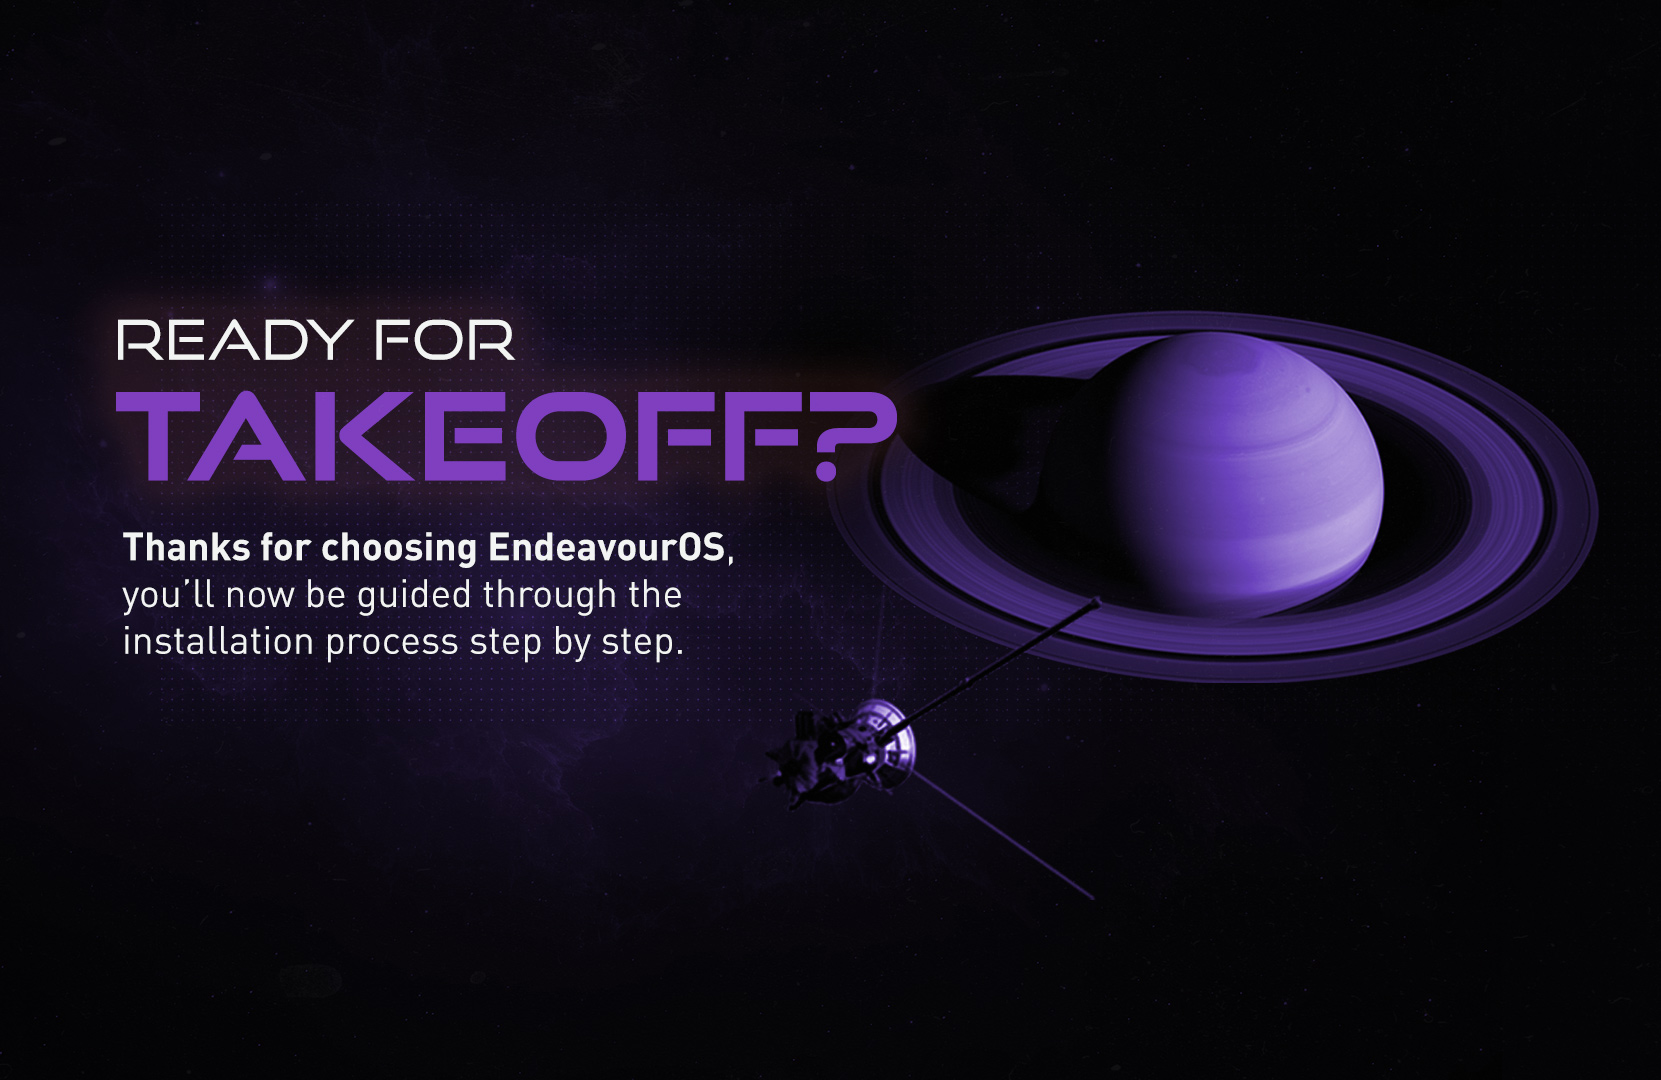 READY FOR
TAKEOFF?
Thanks for choosing EndeavourOS,
you’ll now be guided through the
installation process step by step.